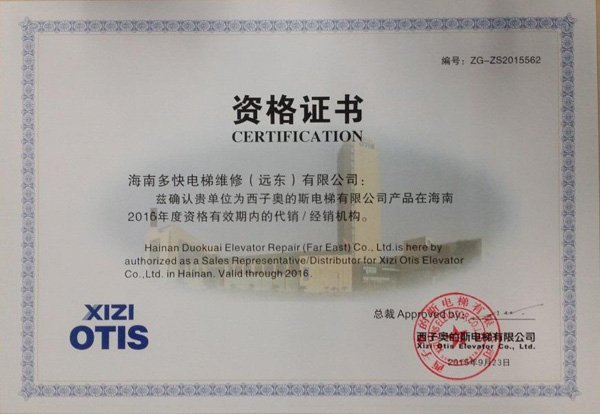 编号：ZG-ZS2015562
资格证书
CERTIFICATION
海南多快电梯维修（远东）有限公司：
兹确认贵单位为西子奥的斯电梯有限公司产品在海南
2016年度资格有效期内的代销/经销机构。
Hainan Duokuai Elevator Repair (Far East) Co., Ltd.is here by
authorized as a Sales Representative/Distributor for Xizi Otis Elevator
Co.,Ltd. in Hainan. Valid through 2016.
总裁 Approved by:
XIZI
OTIS
西子奥的斯电梯有限公司
Xizi Otis Elevator Co., Ltd.
9月23日